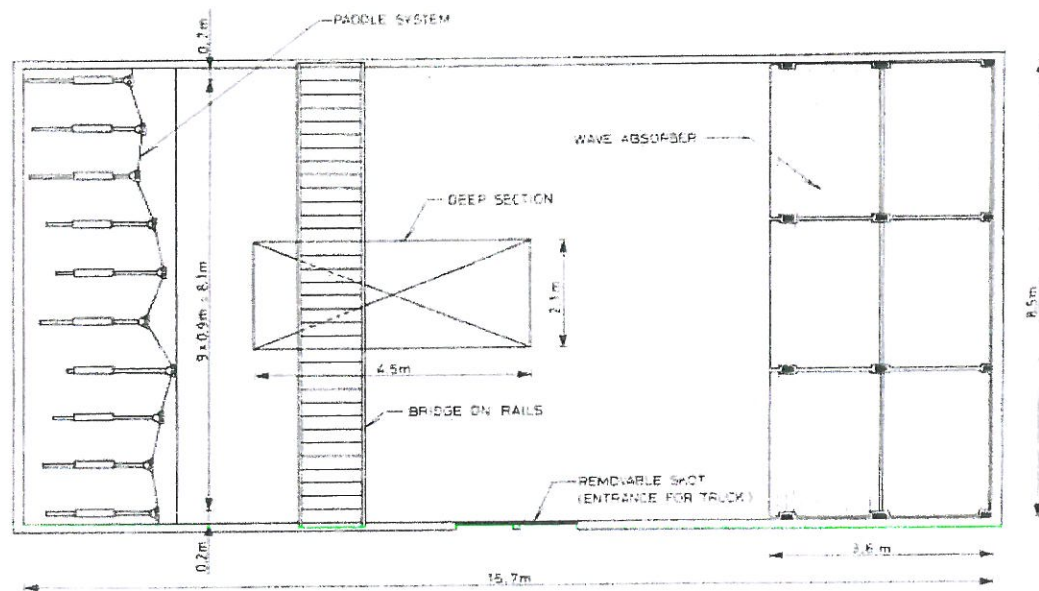 PADDLE SYSTEM
0.2m
WAVE ABSORBER
DEEP SECTION
9 x 0.9m = 8.1m
2.1m
8.5m
4.5m
BRIDGE ON RAILS
REMOVABLE SKOT
(ENTRANCE FOR TRUCK)
0.2m
3.6 m
15.7m